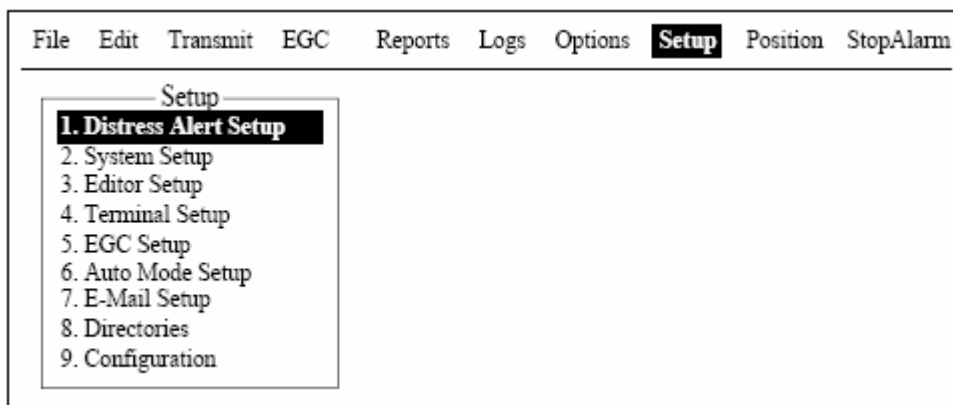 File Edit Transmit EGC Reports Logs Options Setup Position StopAlarm
Setup
1. Distress Alert Setup
2. System Setup
3. Editor Setup
4. Terminal Setup
5. EGC Setup
6. Auto Mode Setup
7. E-Mail Setup
8. Directories
9. Configuration